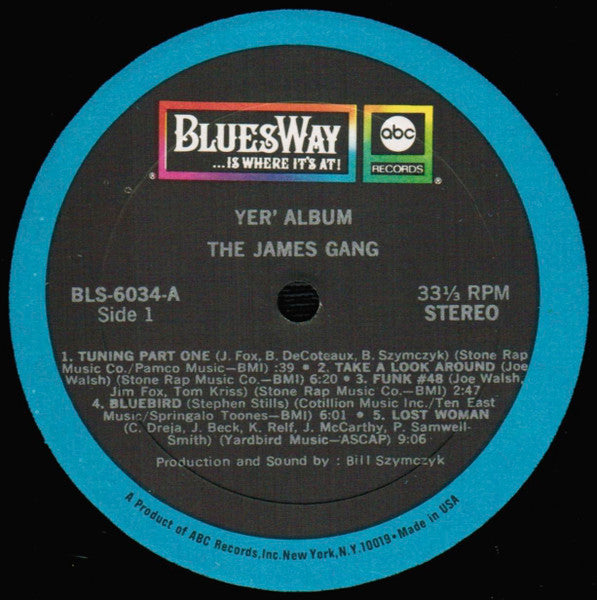 BLUESWAY
...IS WHERE IT'S AT!
®
abc
RECORDS
®
YER' ALBUM
THE JAMES GANG
BLS-6034-A
Side 1
33⅓ RPM
STEREO
1. TUNING PART ONE (J. Fox, B. DeCoteaux, B. Szymczyk) (Stone Rap
Music Co./Pamco Music—BMI) :39 • 2. TAKE A LOOK AROUND (Joe
Walsh) (Stone Rap Music Co.—BMI) 6:20 • 3. FUNK #48 (Joe Walsh,
Jim Fox, Tom Kriss) (Stone Rap Music Co.—BMI) 2:47
4. BLUEBIRD (Stephen Stills) (Cotillion Music Inc./Ten East
Music/Springalo Toones—BMI) 6:01 • 5. LOST WOMAN
(C. Dreja, J. Beck, K. Relf, J. McCarthy, P. Samweil-
Smith) (Yardbird Music—ASCAP) 9:06
Production and Sound by : Bill Szymczyk
A Product of ABC Records, Inc. New York, N.Y. 10019 • Made in USA